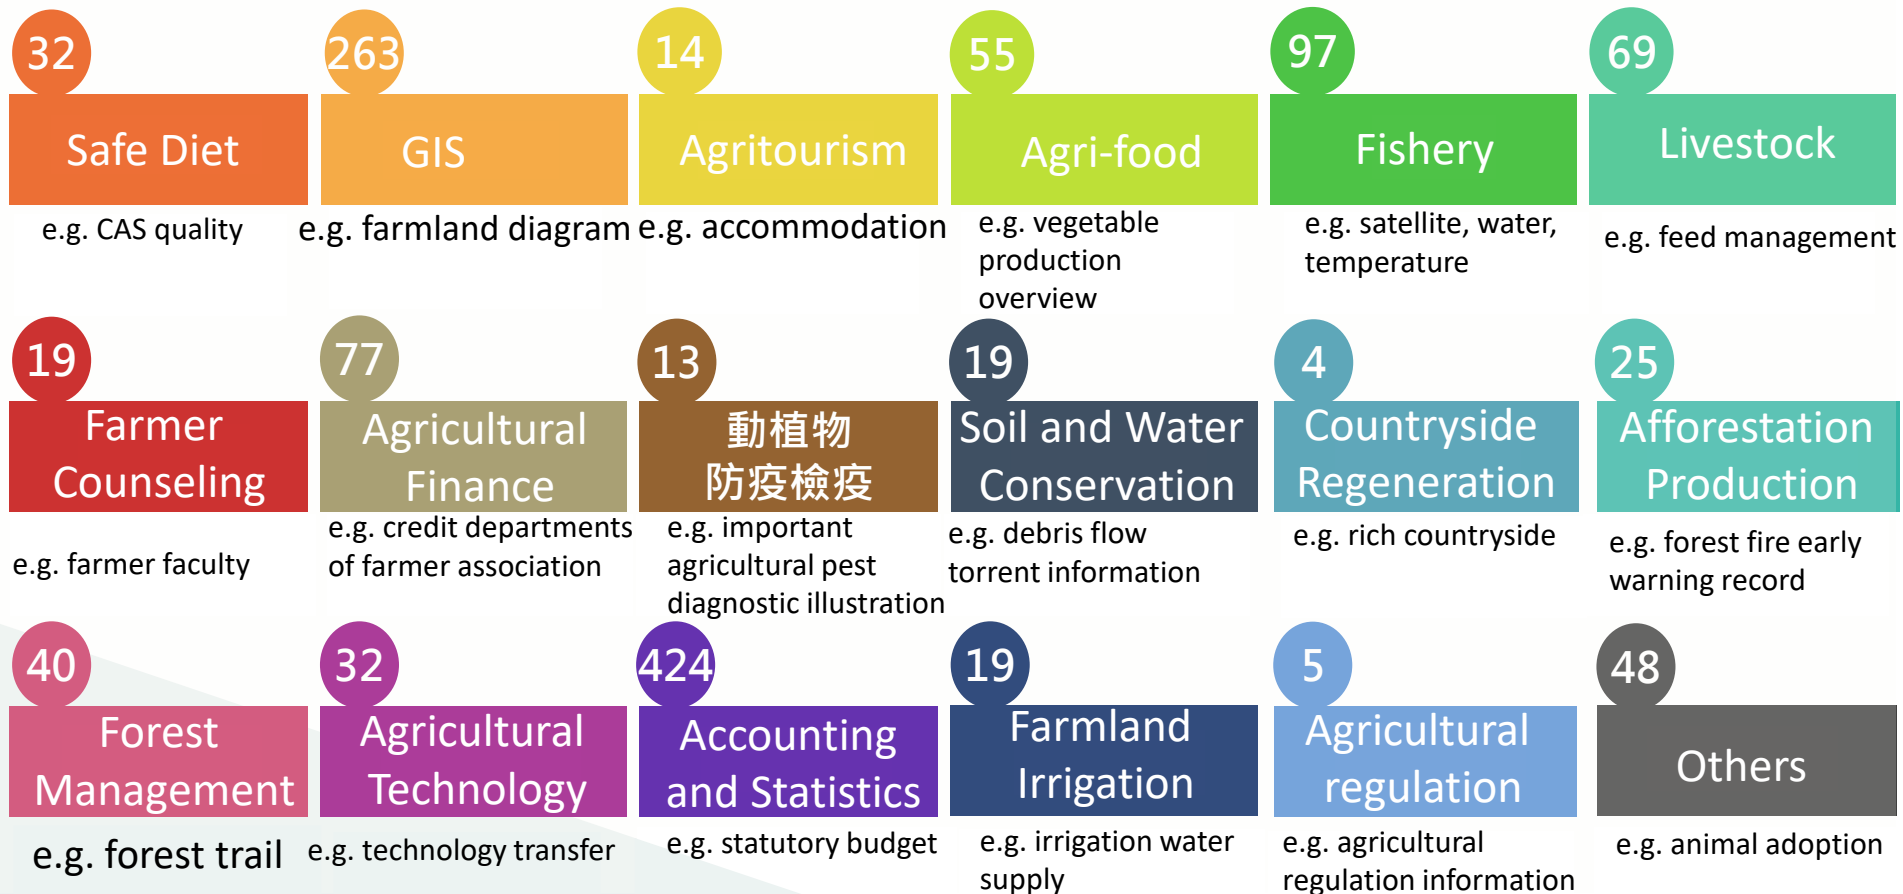 32
Safe Diet
e.g. CAS quality
263
GIS
e.g. farmland diagram
14
Agritourism
e.g. accommodation
55
Agri-food
e.g. vegetable
production
overview
97
Fishery
e.g. satellite, water,
temperature
69
Livestock
e.g. feed management
19
Farmer
Counseling
e.g. farmer faculty
77
Agricultural
Finance
e.g. credit departments
of farmer association
13
動植物
防疫檢疫
e.g. important
agricultural pest
diagnostic illustration
19
Soil and Water
Conservation
e.g. debris flow
torrent information
4
Countryside
Regeneration
e.g. rich countryside
25
Afforestation
Production
e.g. forest fire early
warning record
40
Forest
Management
e.g. forest trail
32
Agricultural
Technology
e.g. technology transfer
424
Accounting
and Statistics
e.g. statutory budget
19
Farmland
Irrigation
e.g. irrigation water
supply
5
Agricultural
regulation
e.g. agricultural
regulation information
48
Others
e.g. animal adoption